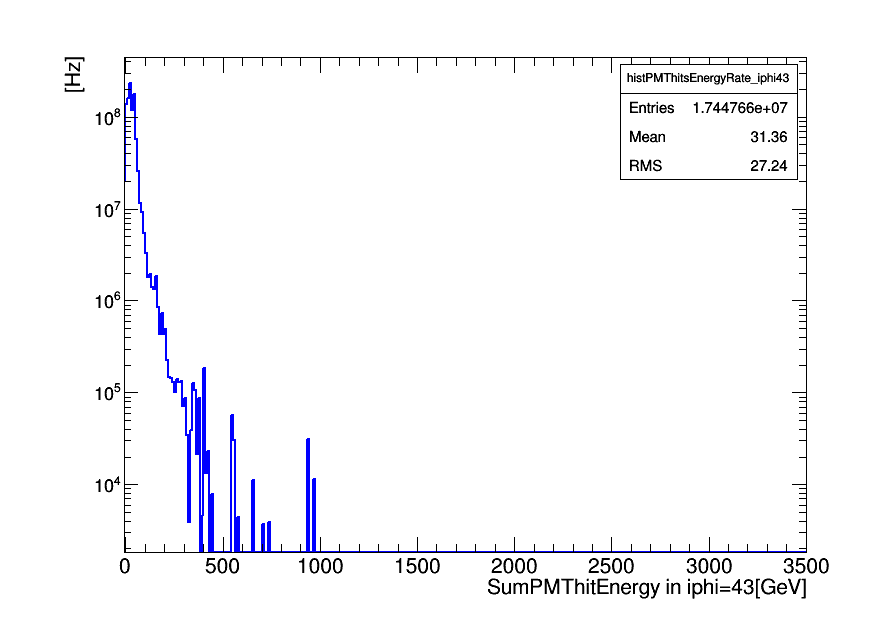 [Hz]
histPMThitsEnergyRate_iphi43
Entries 1.744766e+07
Mean 31.36
RMS 27.24
10^8
10^7
10^6
10^5
10^4
0 500 1000 1500 2000 2500 3000 3500
SumPMThitEnergy in iphi=43[GeV]